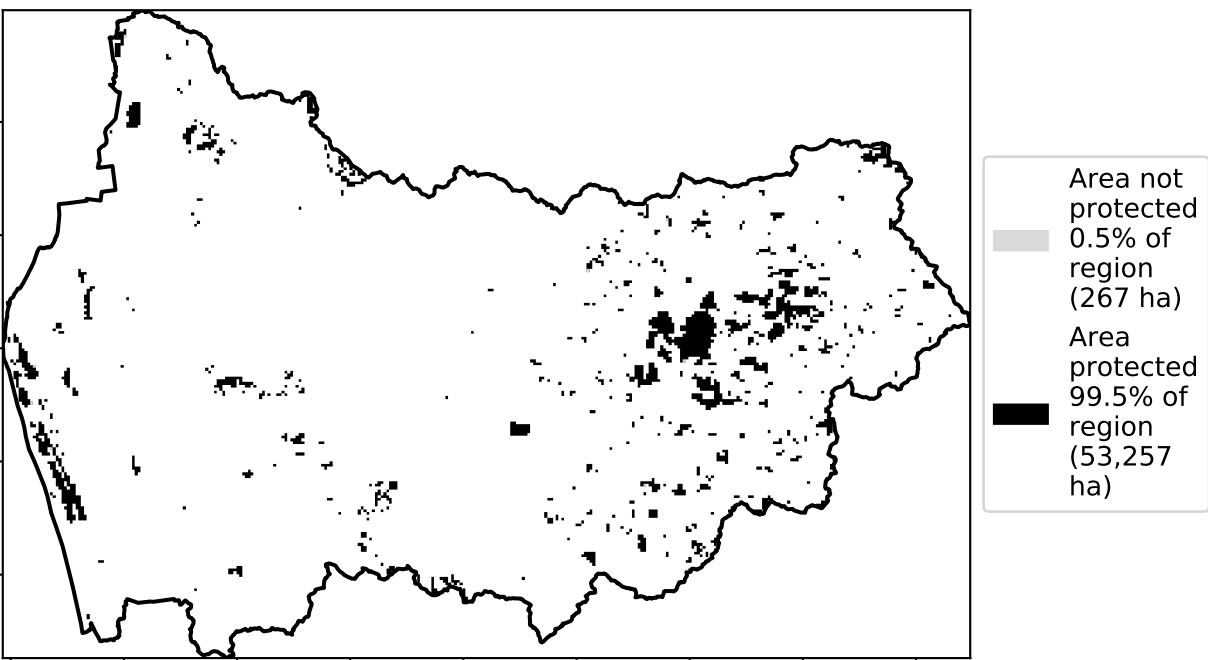 Area not
protected
0.5% of
region
(267 ha)
Area
protected
99.5% of
region
(53,257
ha)